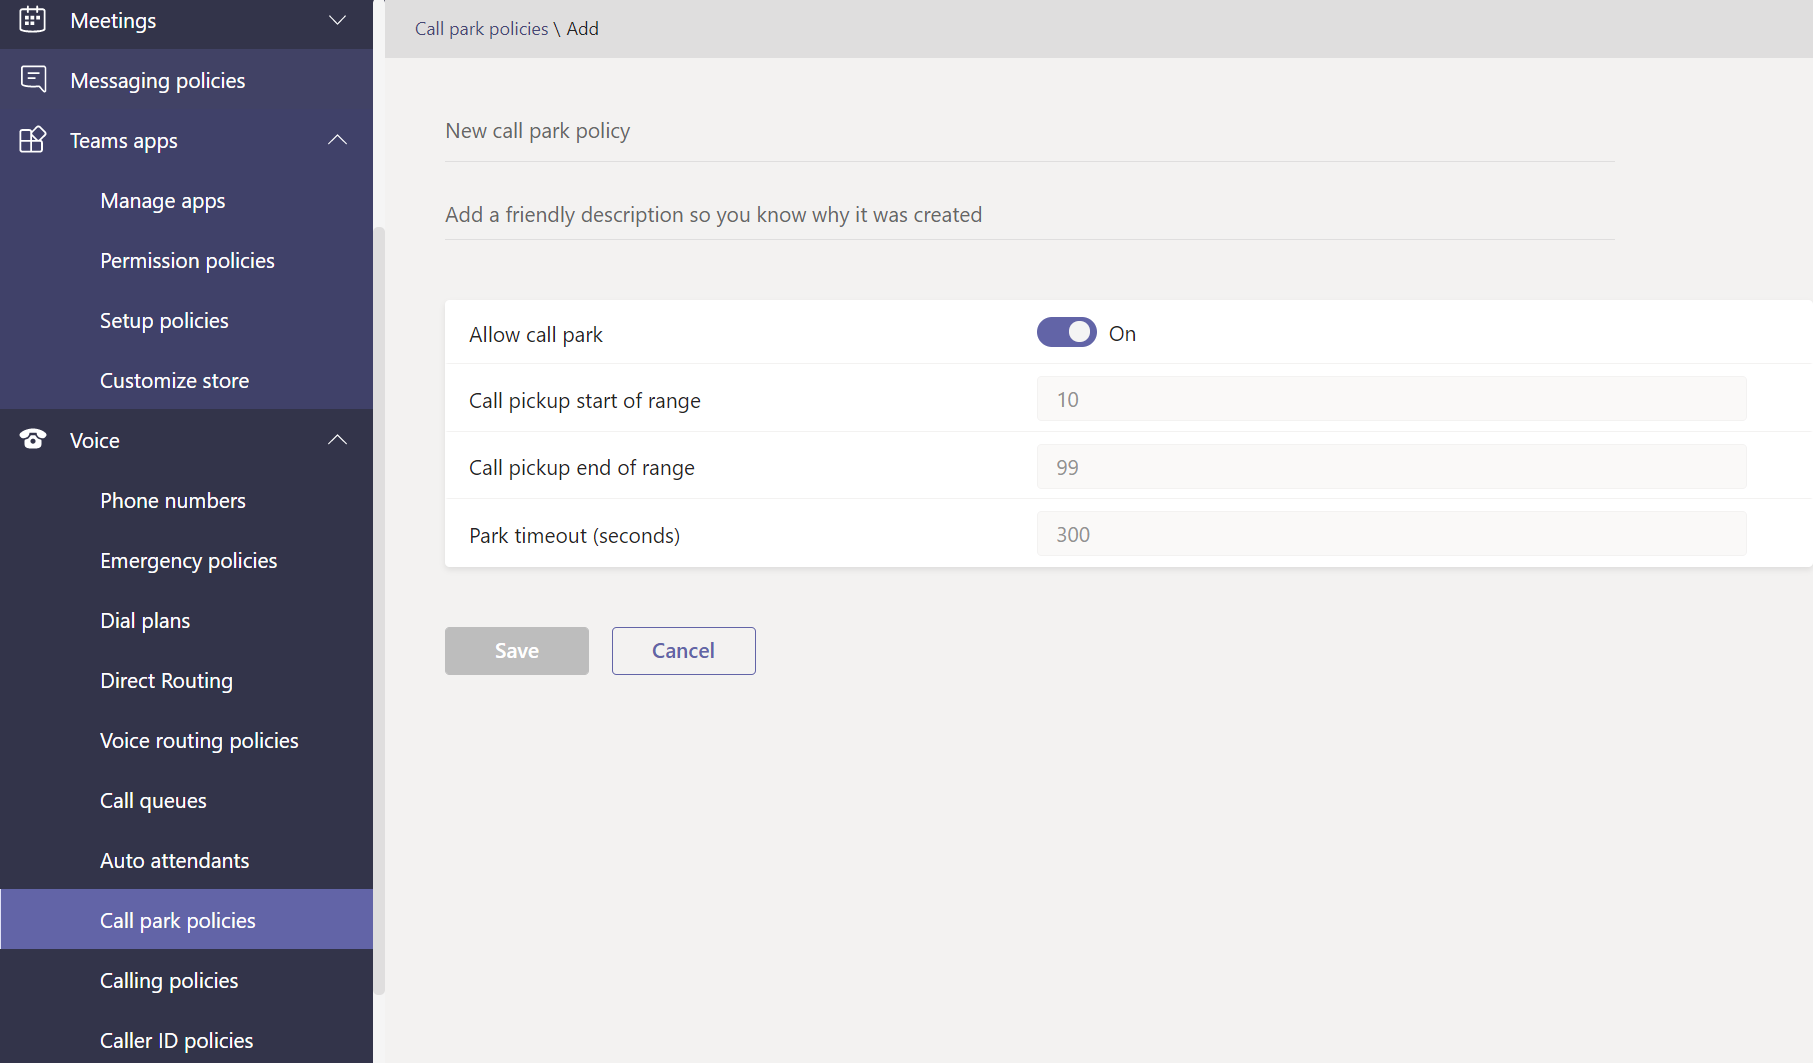 Meetings
Messaging policies
Teams apps
Manage apps
Permission policies
Setup policies
Customize store
Voice
Phone numbers
Emergency policies
Dial plans
Direct Routing
Voice routing policies
Call queues
Auto attendants
Call park policies
Calling policies
Caller ID policies
Call park policies \ Add
New call park policy
Add a friendly description so you know why it was created
Allow call park On
Call pickup start of range 10
Call pickup end of range 99
Park timeout (seconds) 300
Save Cancel